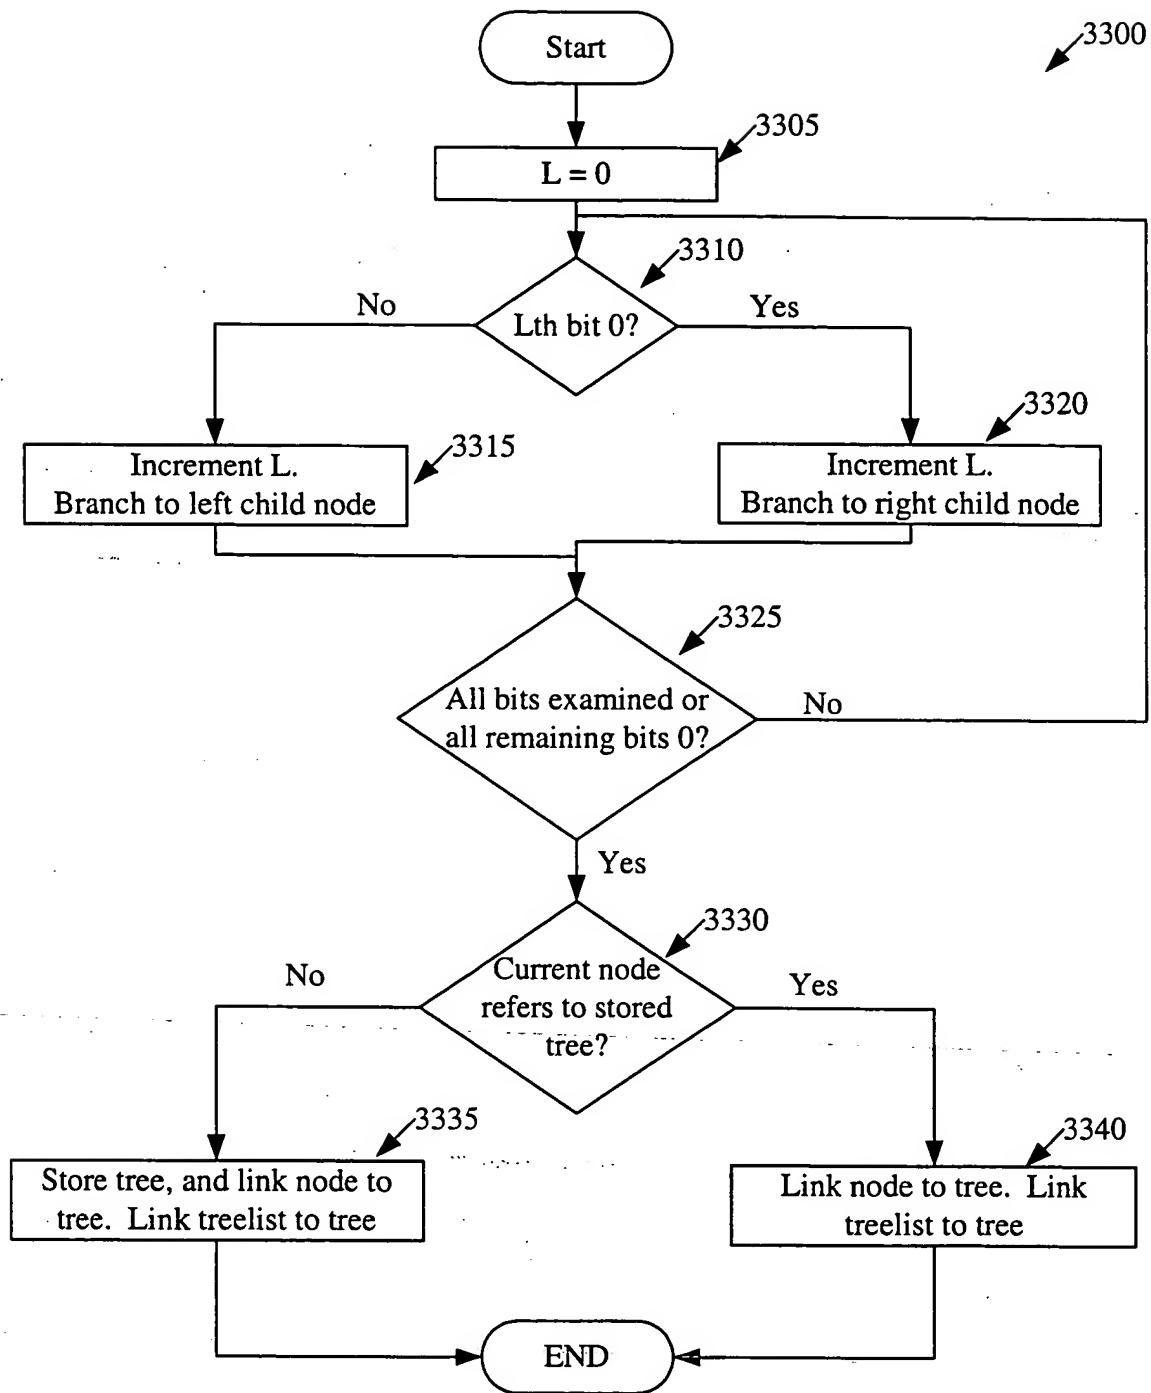 Start
3300
3305
L = 0
3310
No
Lth bit 0?
Yes
3315
3320
Increment L.
Branch to left child node
Increment L.
Branch to right child node
3325
All bits examined or
all remaining bits 0?
No
Yes
3330
No
Current node
refers to stored
tree?
Yes
3335
3340
Store tree, and link node to
tree. Link treelist to tree
Link node to tree. Link
treelist to tree
END